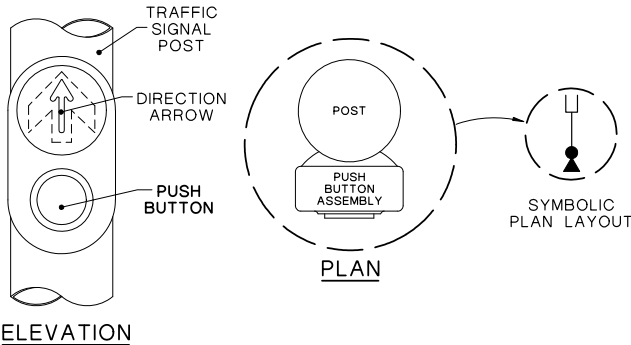 TRAFFIC
SIGNAL
POST
DIRECTION
ARROW
PUSH
BUTTON
ELEVATION
POST
PUSH
BUTTON
ASSEMBLY
PLAN
SYMBOLIC
PLAN LAYOUT